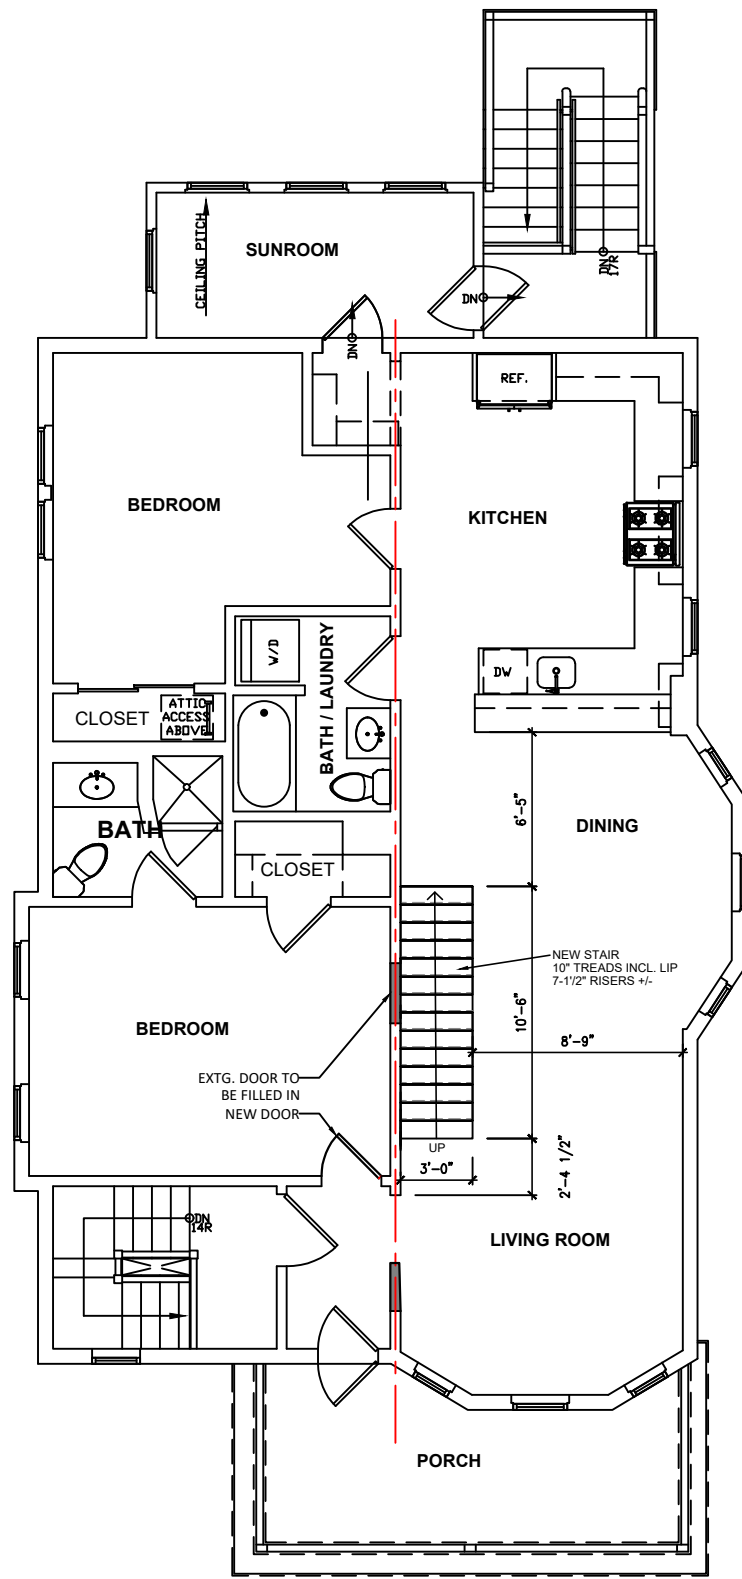 SUNROOM
CEILING PITCH
DN
17R
DN
DN
REF.
BEDROOM
KITCHEN
W/D
BATH / LAUNDRY
DW
CLOSET
ATTIC
ACCESS
ABOVE
6'-5"
DINING
BATH
CLOSET
NEW STAIR
10" TREADS INCL. LIP
7-1'/2" RISERS +/-
10'-6"
BEDROOM
8'-9"
EXTG. DOOR TO
BE FILLED IN
NEW DOOR
UP
3'-0"
2'-4 1/2"
DN
14R
LIVING ROOM
PORCH